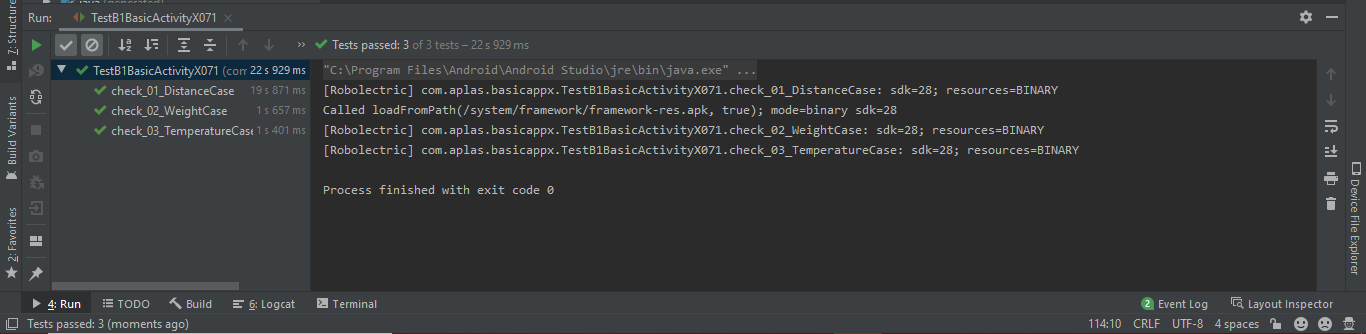 Run: TestB1BasicActivityX071
Tests passed: 3 of 3 tests – 22 s 929 ms
TestB1BasicActivityX071 (com 22 s 929 ms
check_01_DistanceCase 19 s 871 ms
check_02_WeightCase 1 s 657 ms
check_03_TemperatureCase 1 s 401 ms
"C:\Program Files\Android\Android Studio\jre\bin\java.exe" ...
[Robolectric] com.aplas.basicappx.TestB1BasicActivityX071.check_01_DistanceCase: sdk=28; resources=BINARY
Called loadFromPath(/system/framework/framework-res.apk, true); mode=binary sdk=28
[Robolectric] com.aplas.basicappx.TestB1BasicActivityX071.check_02_WeightCase: sdk=28; resources=BINARY
[Robolectric] com.aplas.basicappx.TestB1BasicActivityX071.check_03_TemperatureCase: sdk=28; resources=BINARY
Process finished with exit code 0
Z: Structure
Build Variants
2: Favorites
Device File Explorer
4: Run TODO Build 6: Logcat Terminal 2 Event Log Layout Inspector
Tests passed: 3 (moments ago) 114:10 CRLF UTF-8 4 spaces